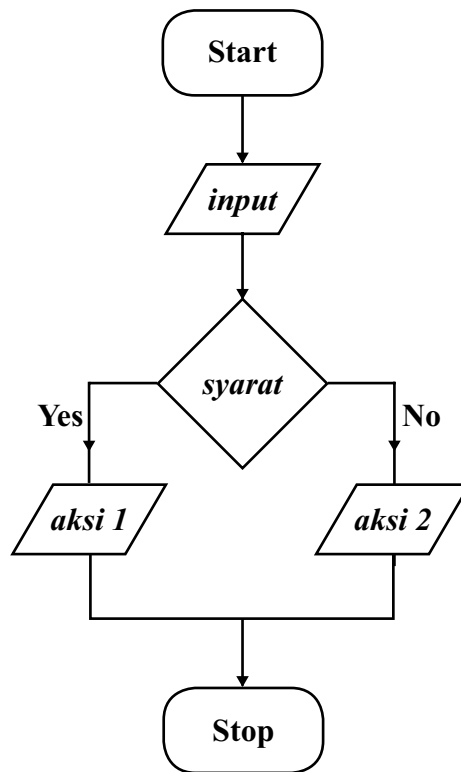 Start
input
syarat
Yes
No
aksi 1
aksi 2
Stop